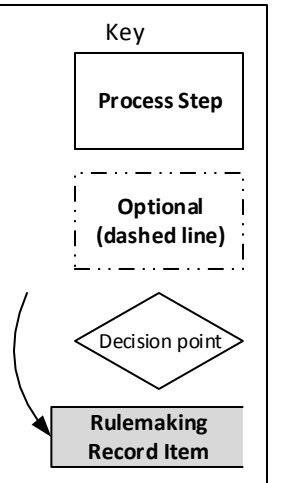 Key
Process Step
Optional
(dashed line)
Decision point
Rulemaking
Record Item